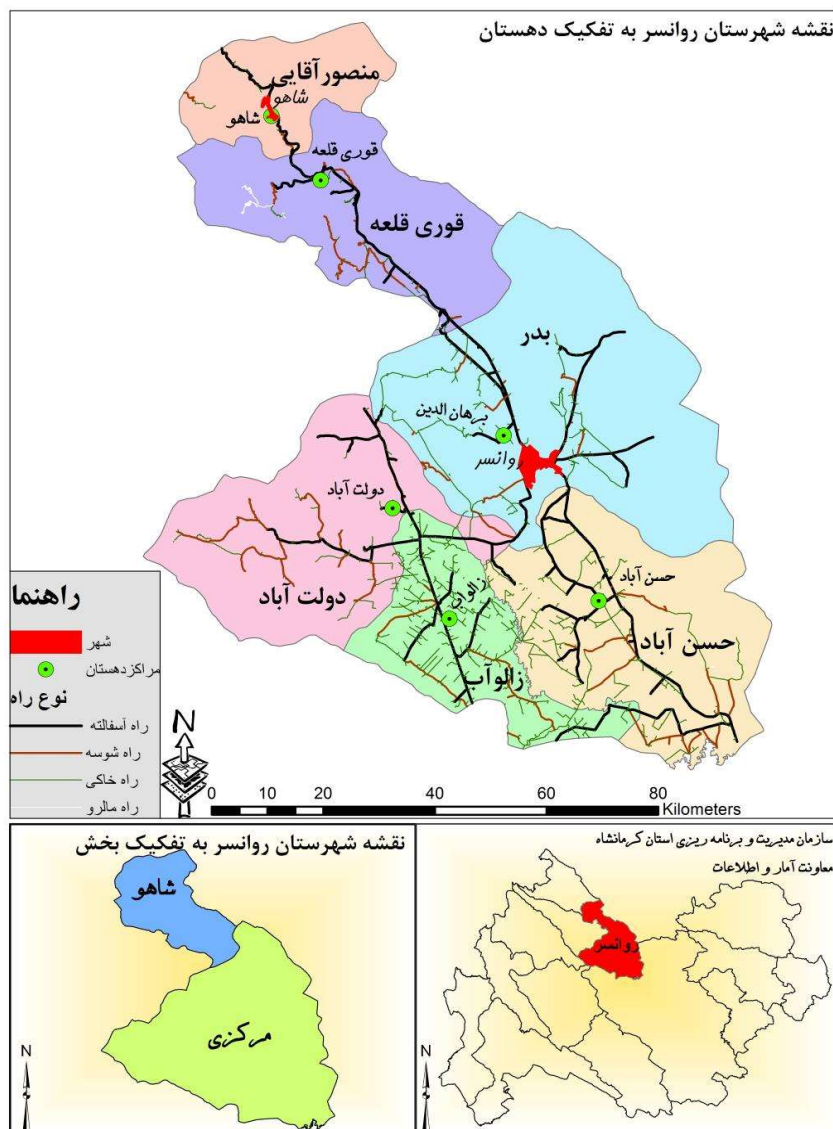 نقشه شهرستان روانسر به تفکیک دهستان
منصورآقایی
شاهو
شاهو
قوری قلعه
قوری قلعه
بدر
برهان الدین
روانسر
دولت آباد
دولت آباد
حسن آباد
حسن آباد
زالوآب
زالوآب
راهنما
شهر
مراکزدهستان
نوع راه
راه آسفالته
راه شوسه
راه خاکی
راه مالرو
N
0 10 20 40 60 80
Kilometers
نقشه شهرستان روانسر به تفکیک بخش
شاهو
مرکزی
N
سازمان مدیریت و برنامه ریزی استان کرمانشاه
معاونت آمار و اطلاعات
روانسر
N